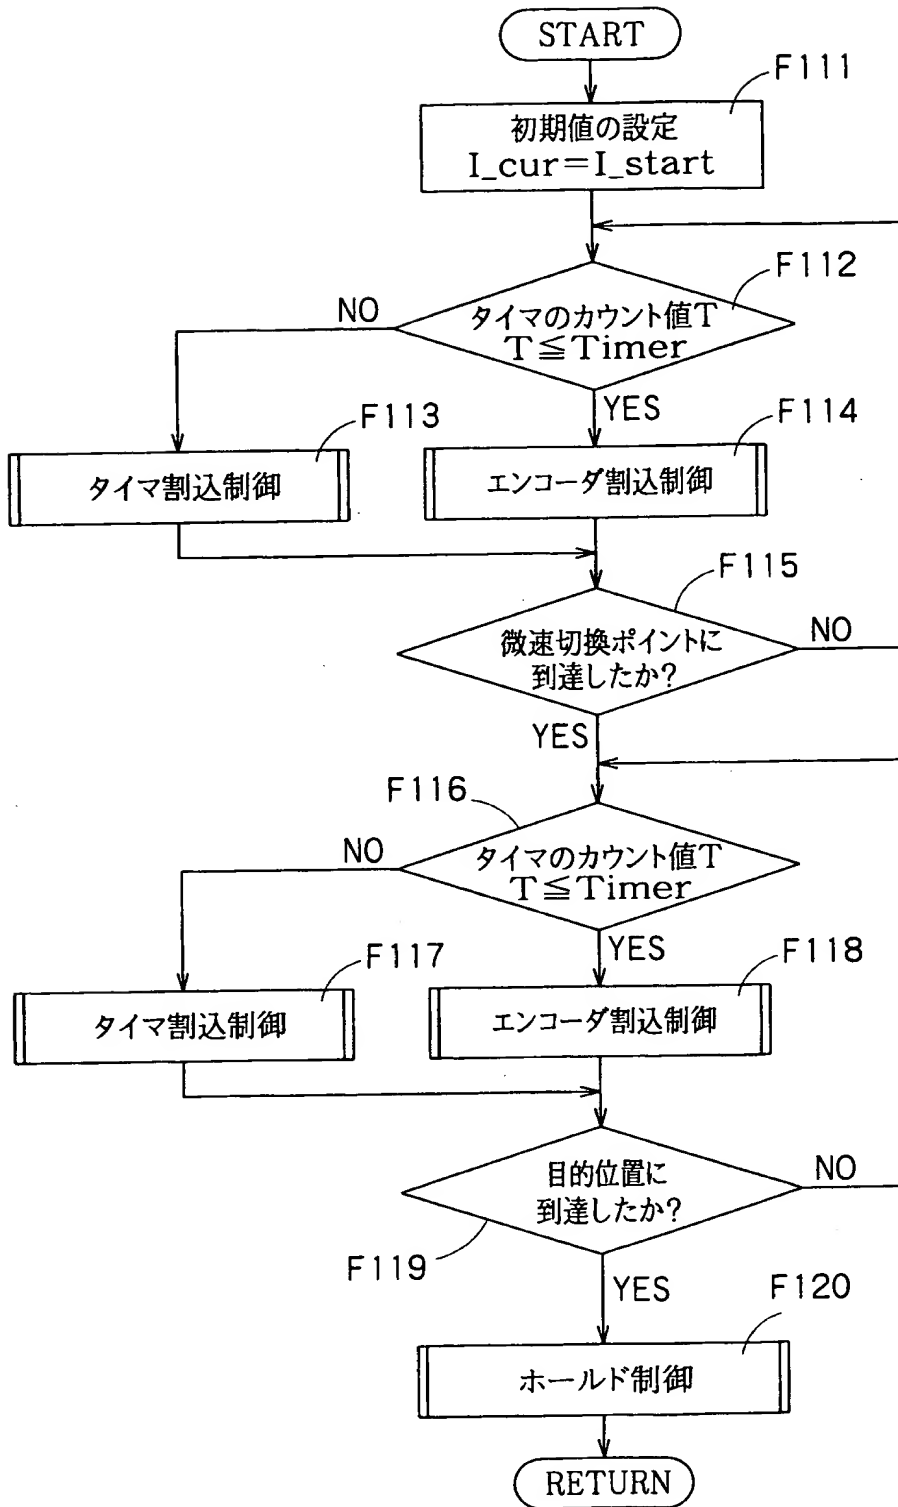 START
F111
初期値の設定
I_cur=I_start
F112
NO
タイマのカウント値T
T≦Timer
YES
F113
F114
タイマ割込制御
エンコーダ割込制御
F115
微速切換ポイントに
到達したか?
NO
YES
F116
NO
タイマのカウント値T
T≦Timer
YES
F117
F118
タイマ割込制御
エンコーダ割込制御
目的位置に
到達したか?
NO
F119
YES
F120
ホールド制御
RETURN